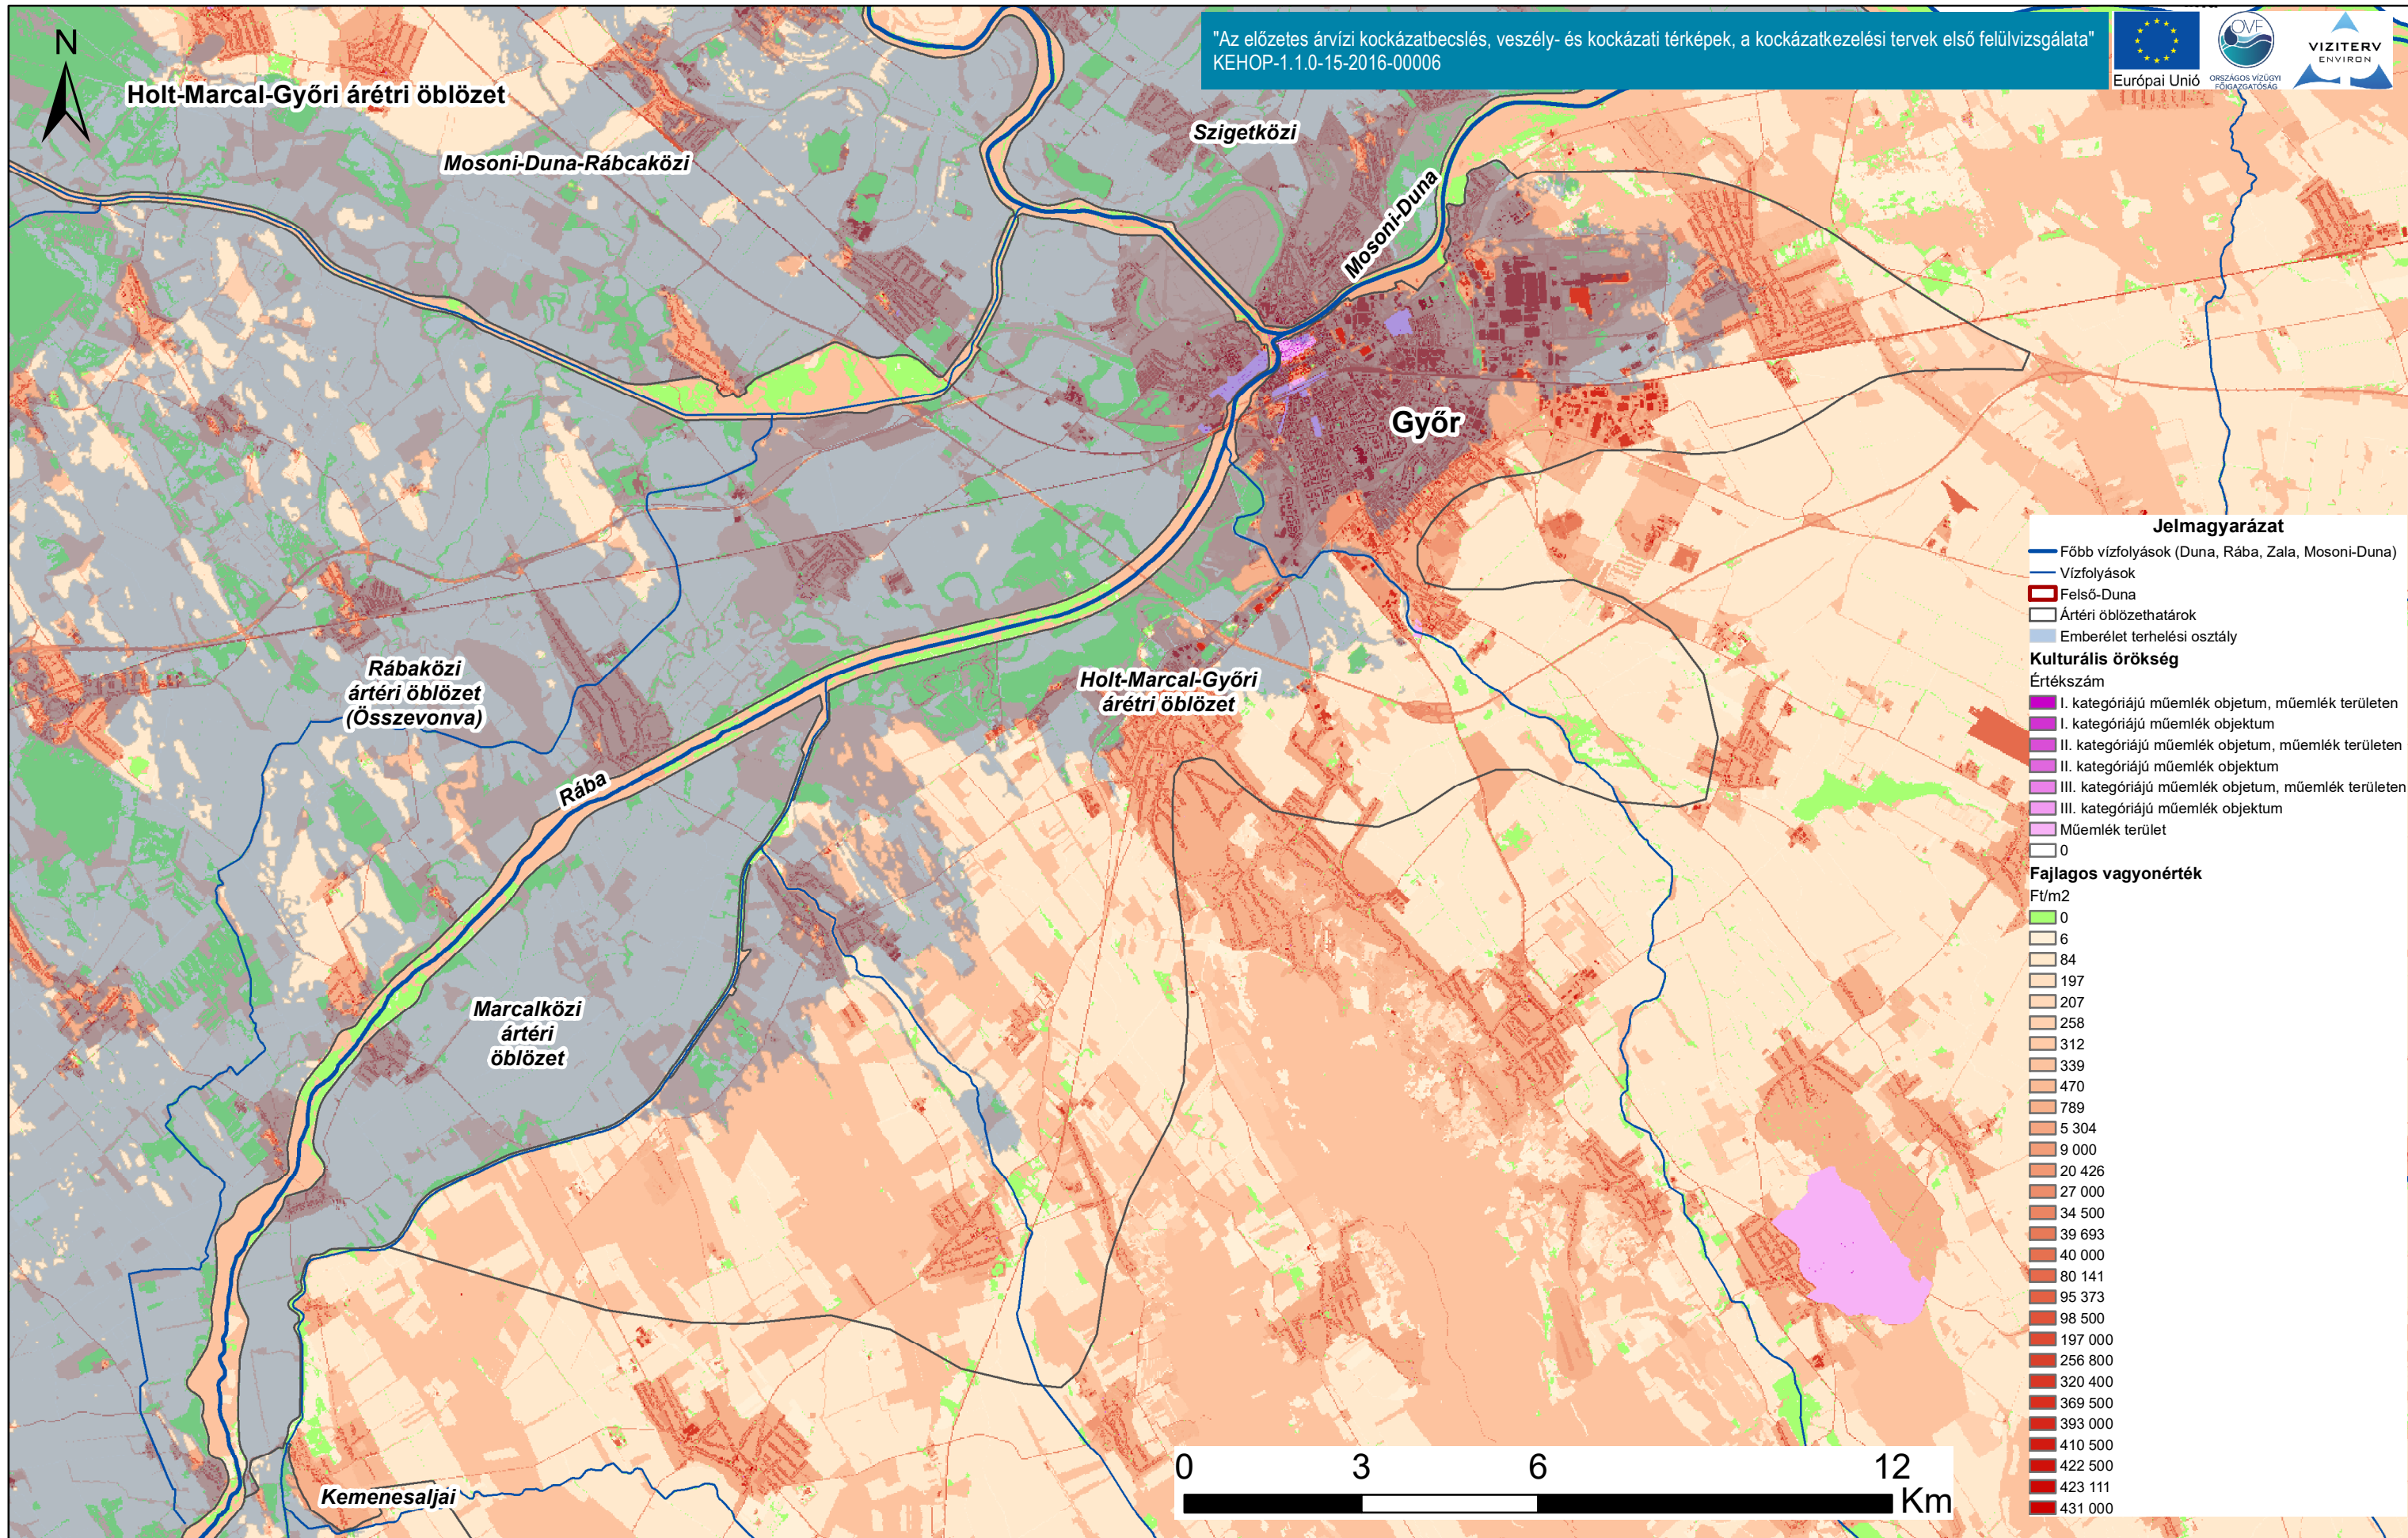 "Az előzetes árvízi kockázatbecslés, veszély- és kockázati térképek, a kockázatkezelési tervek első felülvizsgálata"
KEHOP-1.1.0-15-2016-00006
Európai Unió
OVF
ORSZÁGOS VÍZÜGYI
FŐIGAZGATÓSÁG
VIZITERV
ENVIRON
N
Holt-Marcal-Győri árétri öblözet
Mosoni-Duna-Rábcaközi
Szigetközi
Mosoni-Duna
Győr
Rábaközi
ártéri öblözet
(Összevonva)
Holt-Marcal-Győri
árétri öblözet
Rába
Marcalközi
ártéri
öblözet
Kemenesaljai
0 3 6 12
Km
Jelmagyarázat
Főbb vízfolyások (Duna, Rába, Zala, Mosoni-Duna)
Vízfolyások
Felső-Duna
Ártéri öblözethatárok
Emberélet terhelési osztály
Kulturális örökség
Értékszám
I. kategóriájú műemlék objetum, műemlék területen
I. kategóriájú műemlék objektum
II. kategóriájú műemlék objetum, műemlék területen
II. kategóriájú műemlék objektum
III. kategóriájú műemlék objetum, műemlék területen
III. kategóriájú műemlék objektum
Műemlék terület
0
Fajlagos vagyonérték
Ft/m2
0
6
84
197
207
258
312
339
470
789
5 304
9 000
20 426
27 000
34 500
39 693
40 000
80 141
95 373
98 500
197 000
256 800
320 400
369 500
393 000
410 500
422 500
423 111
431 000